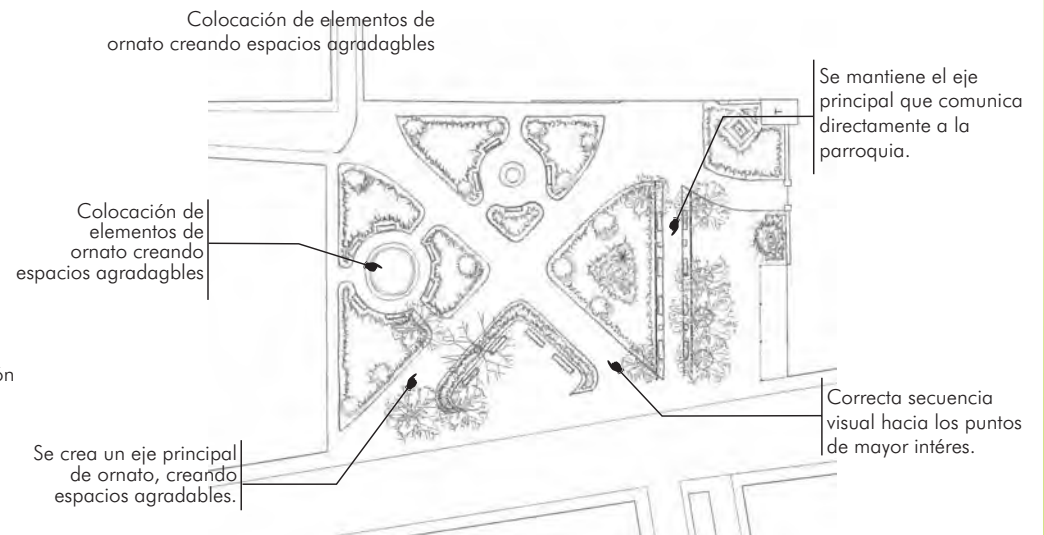 Colocación de elementos de
ornato creando espacios agradagbles
Se mantiene el eje
principal que comunica
directamente a la
parroquia.
Colocación de
elementos de
ornato creando
espacios agradagbles
ón
Se crea un eje principal
de ornato, creando
espacios agradables.
Correcta secuencia
visual hacia los puntos
de mayor intéres.